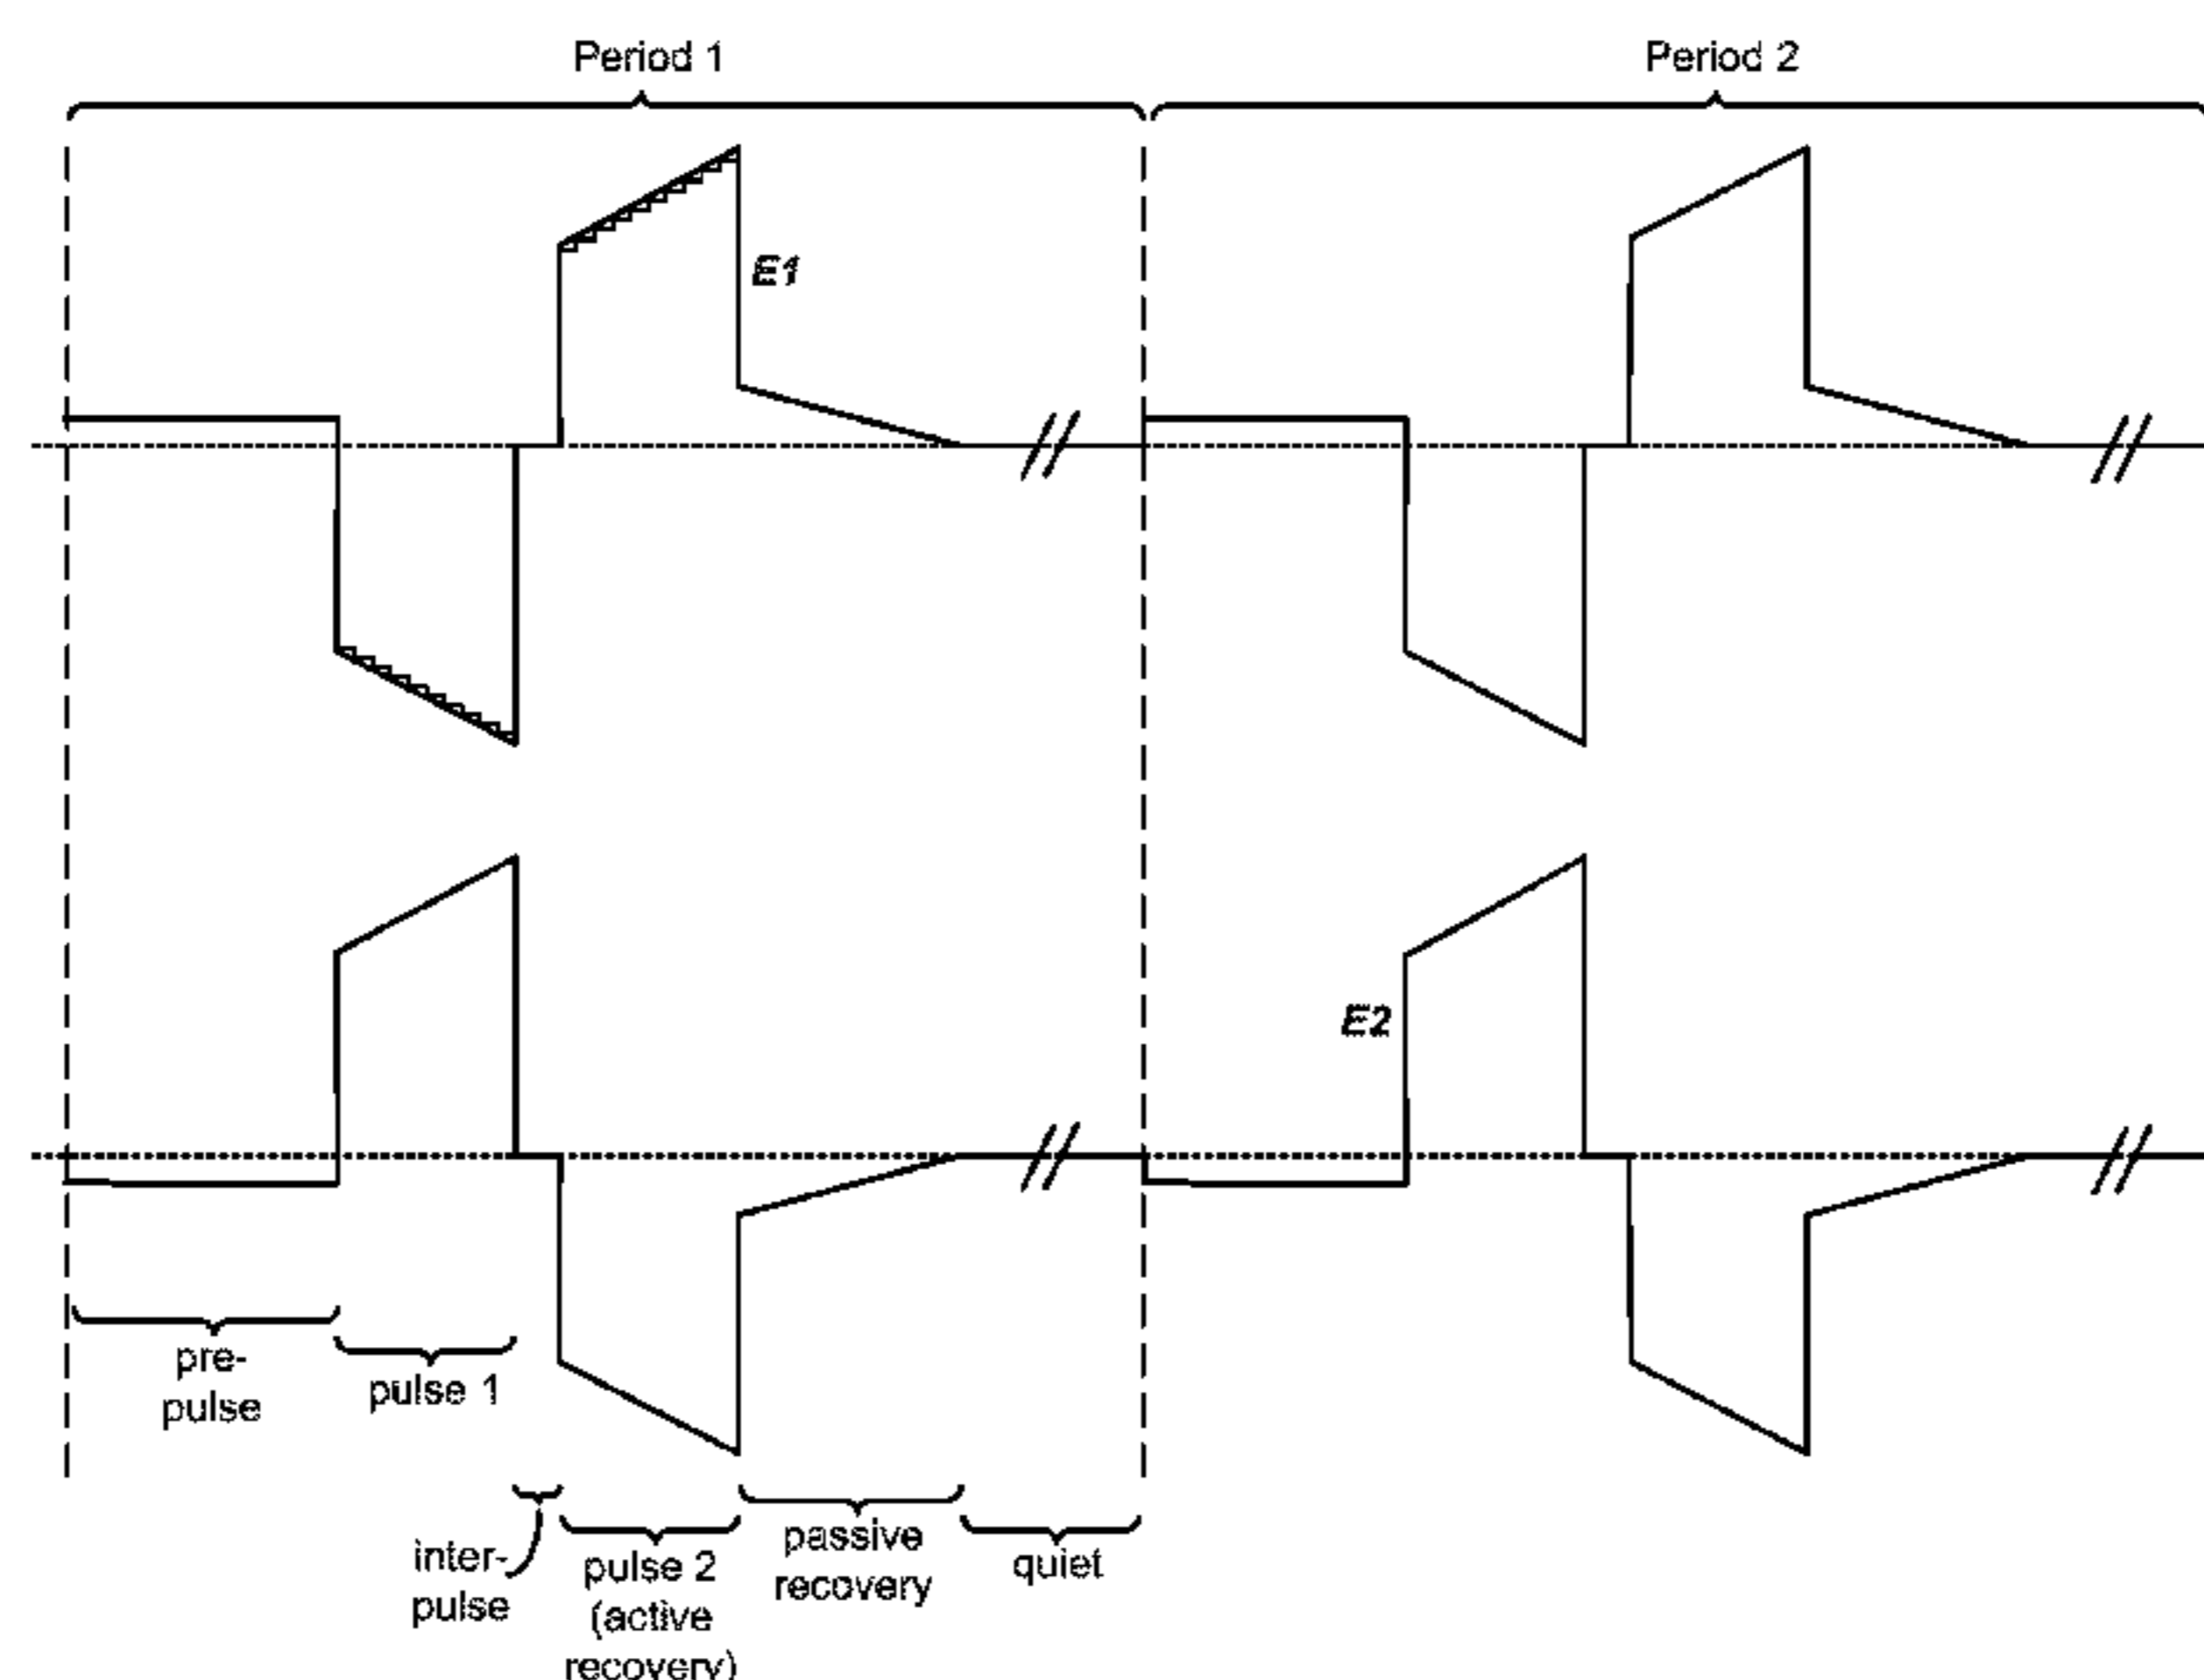 Period 1
Period 2
E1
E2
pre-
pulse
pulse 1
inter-
pulse
pulse 2
(active
recovery)
passive
recovery
quiet